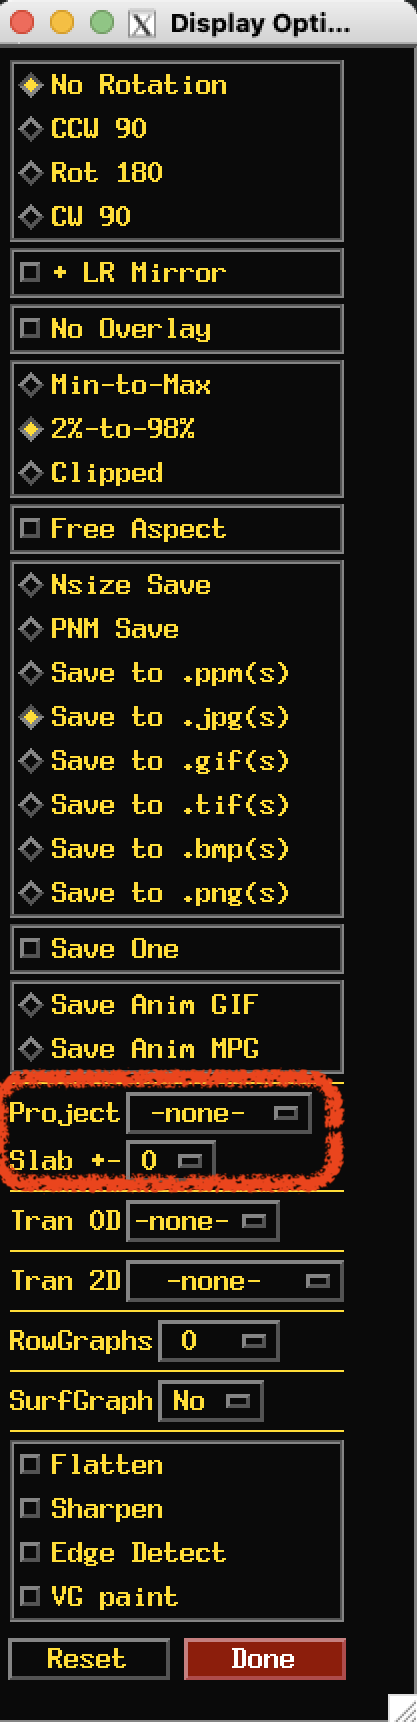 Display Opti...
No Rotation
CCW 90
Rot 180
CW 90
+ LR Mirror
No Overlay
Min-to-Max
2%-to-98%
Clipped
Free Aspect
Nsize Save
PNM Save
Save to .ppm(s)
Save to .jpg(s)
Save to .gif(s)
Save to .tif(s)
Save to .bmp(s)
Save to .png(s)
Save One
Save Anim GIF
Save Anim MPG
Project -none-
Slab +- 0
Tran 0D -none-
Tran 2D -none-
RowGraphs 0
SurfGraph No
Flatten
Sharpen
Edge Detect
VG paint
Reset Done